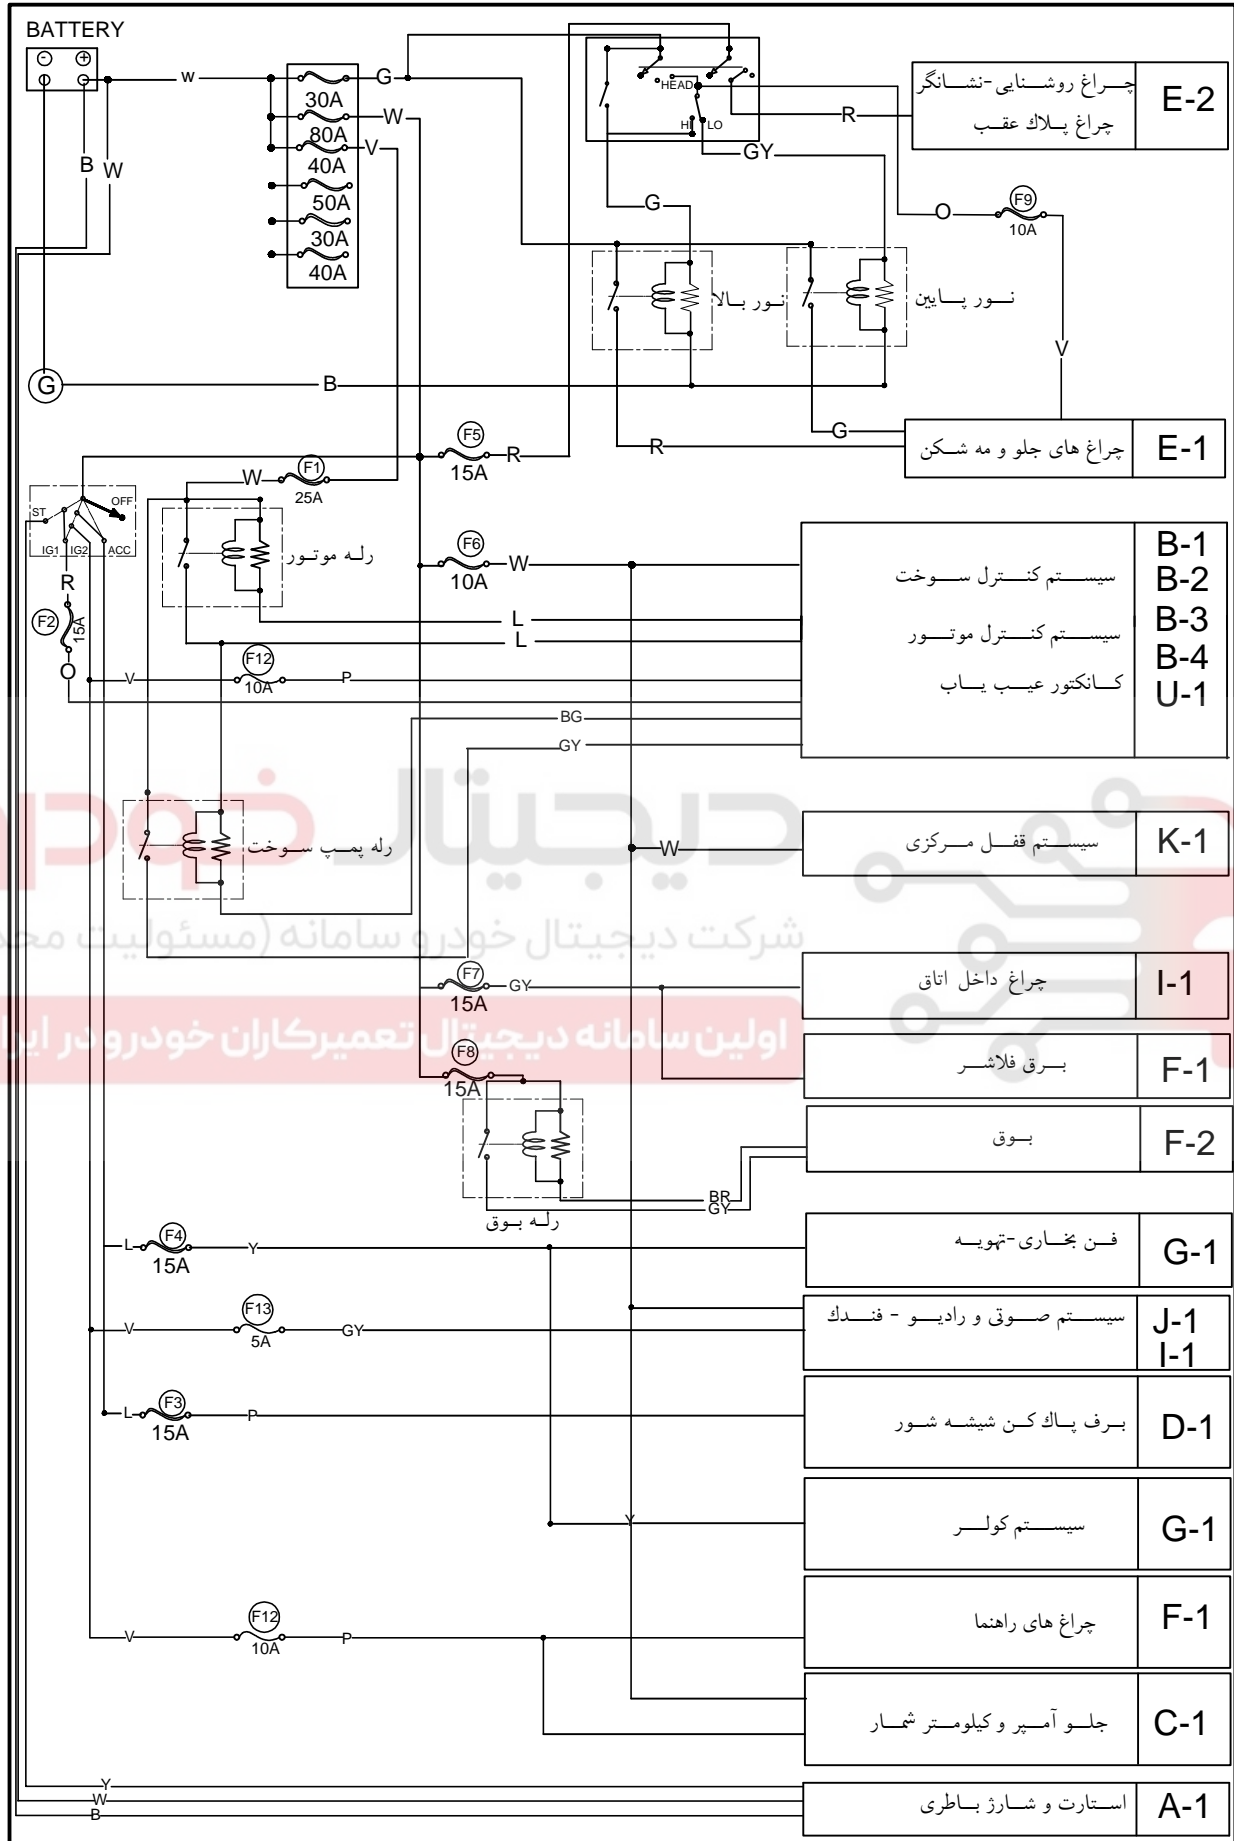 BATTERY
- +
w
G
30A
W
80A
V
40A
50A
30A
40A
B
W
HEAD
HI LO
R
GY
G
O
F9
10A
چراغ روشنایی-نشانگر
چراغ پلاك عقب
E-2
نور بالا
نور پایین
V
G
B
G
R
چراغ های جلو و مه شکن
E-1
F5
15A
R
W
F1
25A
OFF
ST
IG1 IG2 ACC
رله موتور
F6
10A
W
R
F2
15A
O
L
L
V
F12
10A
P
BG
GY
سیستم کنترل سوخت
سیستم کنترل موتور
کانکتور عیب یاب
B-1
B-2
B-3
B-4
U-1
دیجیتال خودر
رله پمپ سوخت
W
سیستم قفل مرکزی
K-1
شرکت دیجیتال خودرو سامانه (مسئولیت محد
F7
15A
GY
چراغ داخل اتاق
I-1
اولین سامانه دیجیتال تعمیرکاران خودرو در ایرا
F8
15A
برق فلاشر
F-1
بوق
F-2
BR
GY
رله بوق
L
F4
15A
Y
فن بخاری-تهویه
G-1
V
F13
5A
GY
سیستم صوتی و رادیو - فندك
J-1
I-1
L
F3
15A
P
برف پاك کن شیشه شور
D-1
Y
سیستم کولر
G-1
V
F12
10A
P
چراغ های راهنما
F-1
جلو آمپر و کیلومتر شمار
C-1
Y
W
B
استارت و شارژ باطری
A-1